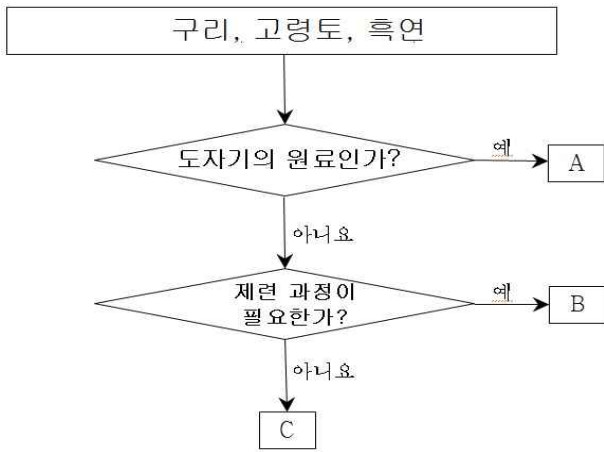 구리, 고령토, 흑연
도자기의 원료인가?
예
A
아니요
제련 과정이
필요한가?
예
B
아니요
C